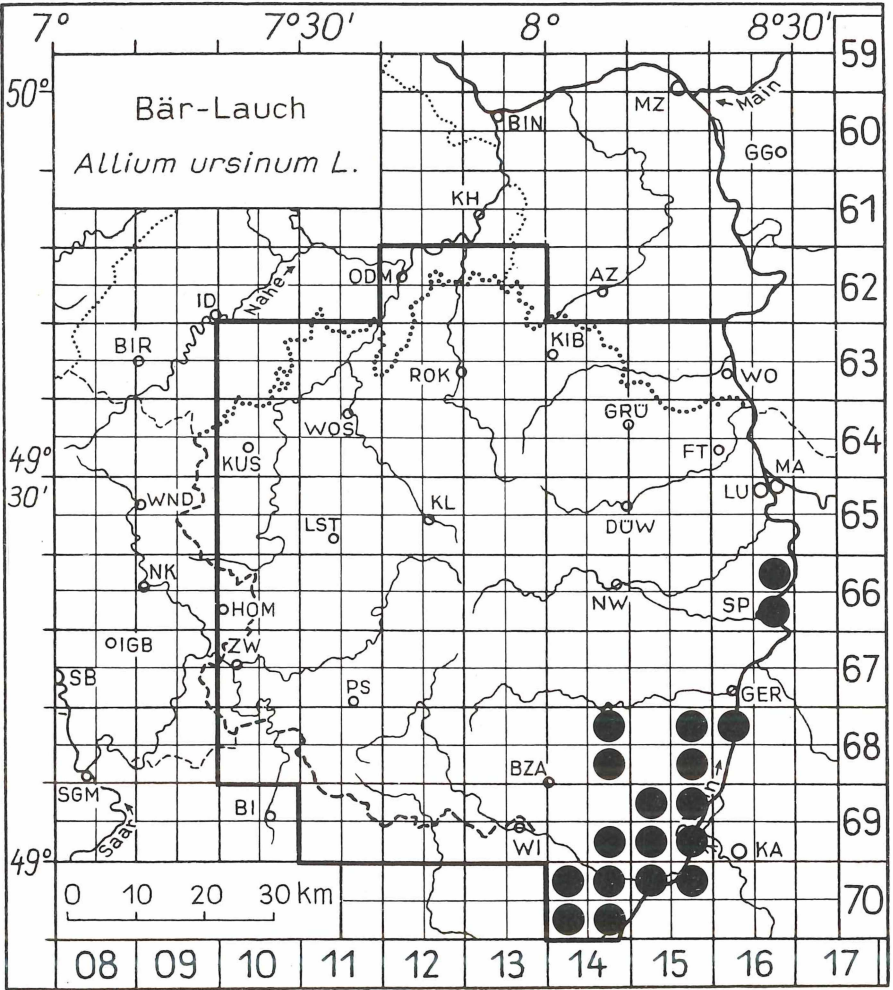 7° 7°30' 8° 8°30'
59
50°
Bär-Lauch
Allium ursinum L.
MZ
Main
BIN
60
GG
KH
61
ODM
Nahe
AZ
62
ID
BIR
KIB
63
ROK
WO
WOS
GRÜ
KUS
FT
64
49°
30'
MA
LU
WND
KL
LST
DÜW
65
NK
NW
SP
66
HOM
IGB
ZW
67
SB
PS
GER
BZA
68
SGM
BI
Saar
WI
69
KA
49°
0 10 20 30 km
70
08 09 10 12 13 14 15 16 17